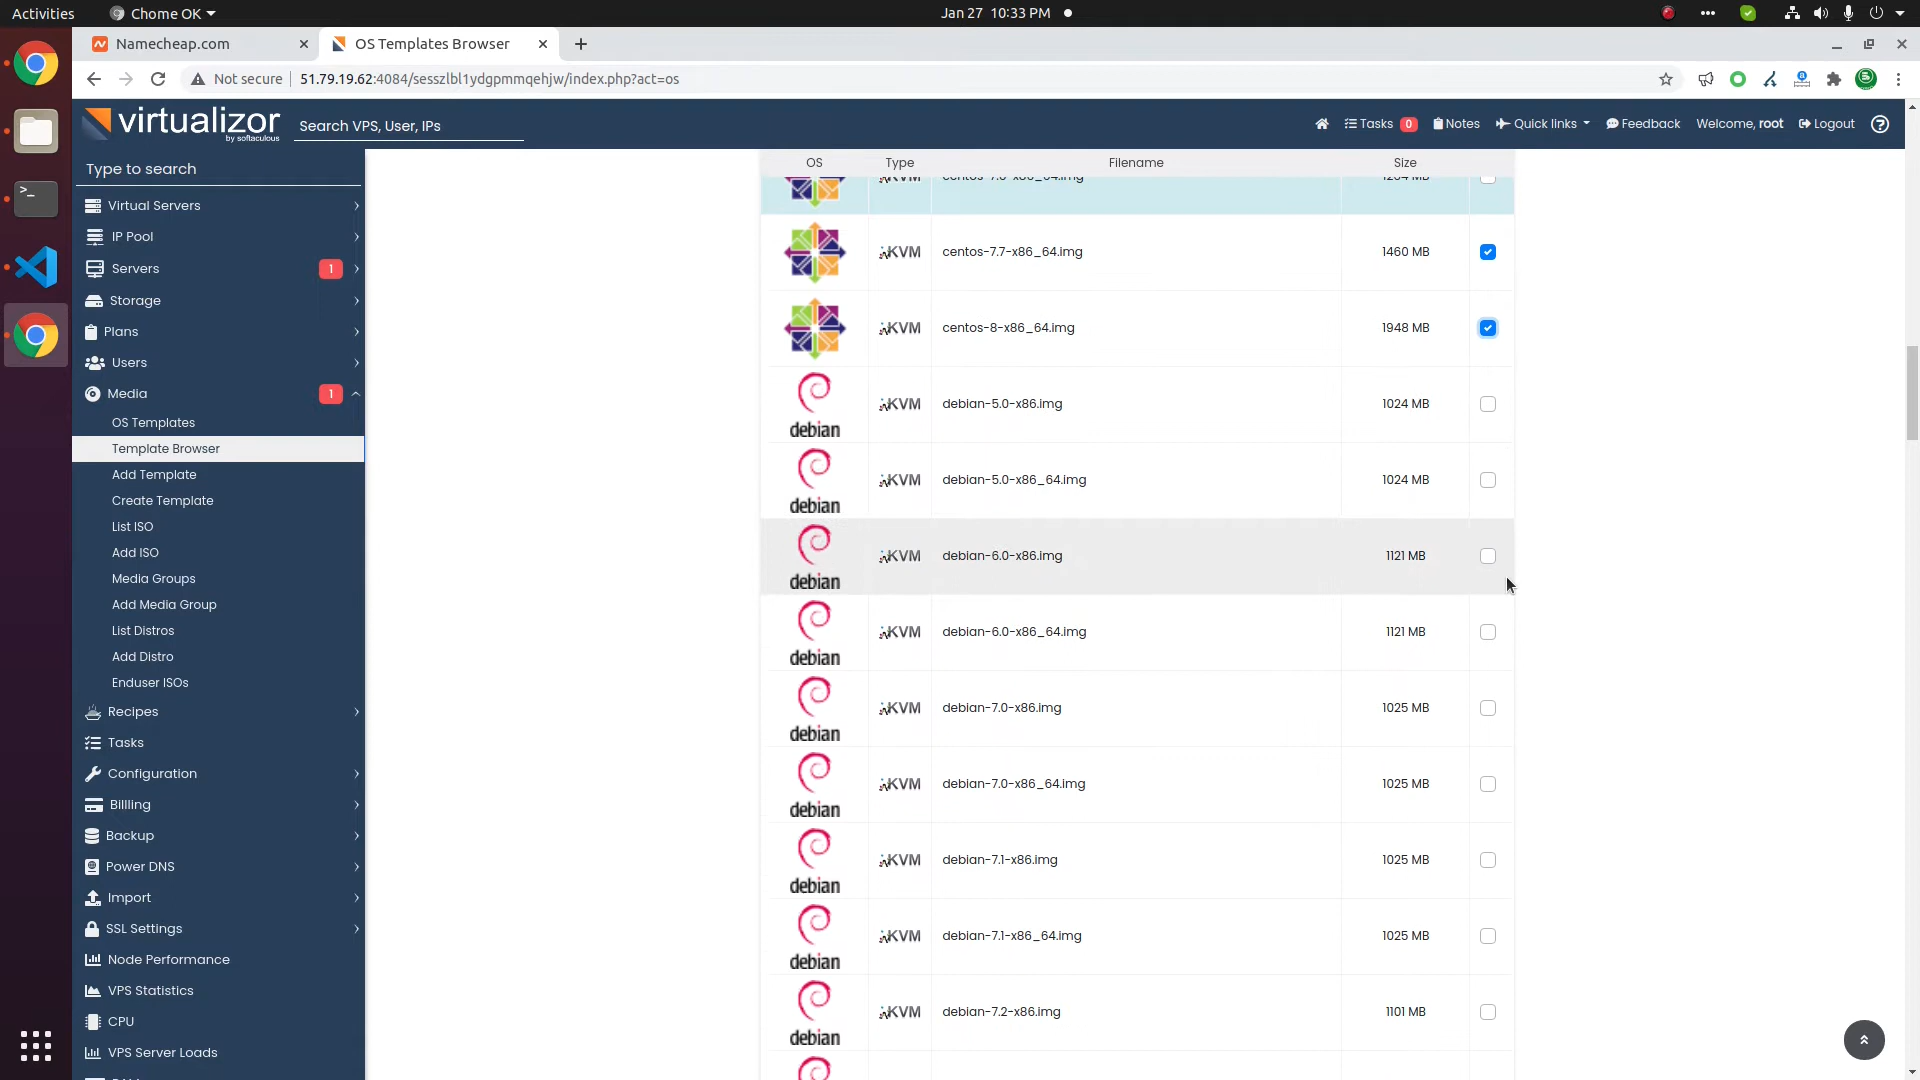 Activities
Chome OK
Jan 27 10:33 PM
Namecheap.com
OS Templates Browser
Not secure
51.79.19.62:4084/sesszlbl1ydgpmmqehjw/index.php?act=os
virtualizor
by softaculous
Search VPS, User, IPs
Tasks 0
Notes
Quick links
Feedback
Welcome, root
Logout
Type to search
Virtual Servers
IP Pool
Servers 1
Storage
Plans
Users
Media 1
OS Templates
Template Browser
Add Template
Create Template
List ISO
Add ISO
Media Groups
Add Media Group
List Distros
Add Distro
Enduser ISOs
Recipes
Tasks
Configuration
Billling
Backup
Power DNS
Import
SSL Settings
Node Performance
VPS Statistics
CPU
VPS Server Loads
OS Type Filename Size
KVM centos-7.7-x86_64.img 1460 MB
KVM centos-8-x86_64.img 1948 MB
debian KVM debian-5.0-x86.img 1024 MB
debian KVM debian-5.0-x86_64.img 1024 MB
debian KVM debian-6.0-x86.img 1121 MB
debian KVM debian-6.0-x86_64.img 1121 MB
debian KVM debian-7.0-x86.img 1025 MB
debian KVM debian-7.0-x86_64.img 1025 MB
debian KVM debian-7.1-x86.img 1025 MB
debian KVM debian-7.1-x86_64.img 1025 MB
debian KVM debian-7.2-x86.img 1101 MB